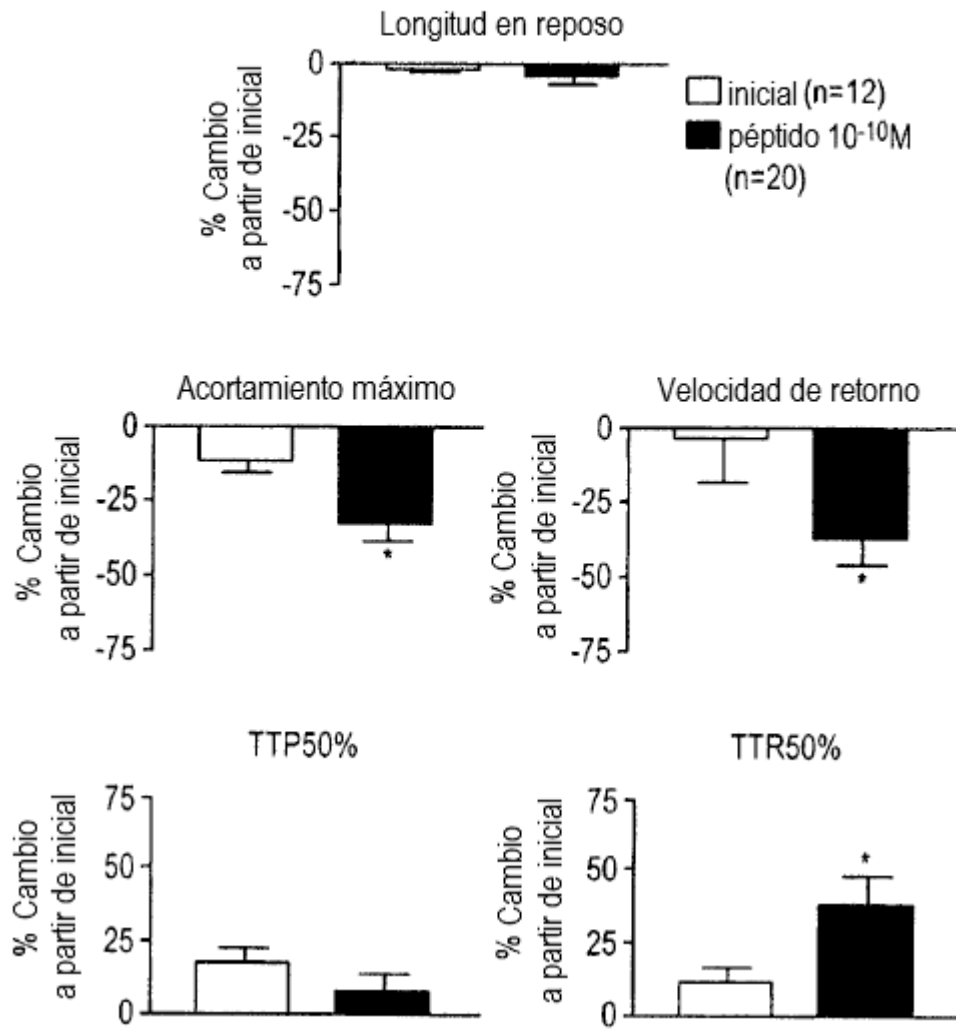 Longitud en reposo
% Cambio
a partir de inicial
0
-25
-50
-75
inicial (n=12)
péptido 10⁻¹⁰M
(n=20)
Acortamiento máximo
% Cambio
a partir de inicial
0
-25
-50
-75
*
Velocidad de retorno
% Cambio
a partir de inicial
0
-25
-50
-75
*
TTP50%
% Cambio
a partir de inicial
75
50
25
0
TTR50%
% Cambio
a partir de inicial
75
50
25
0
*